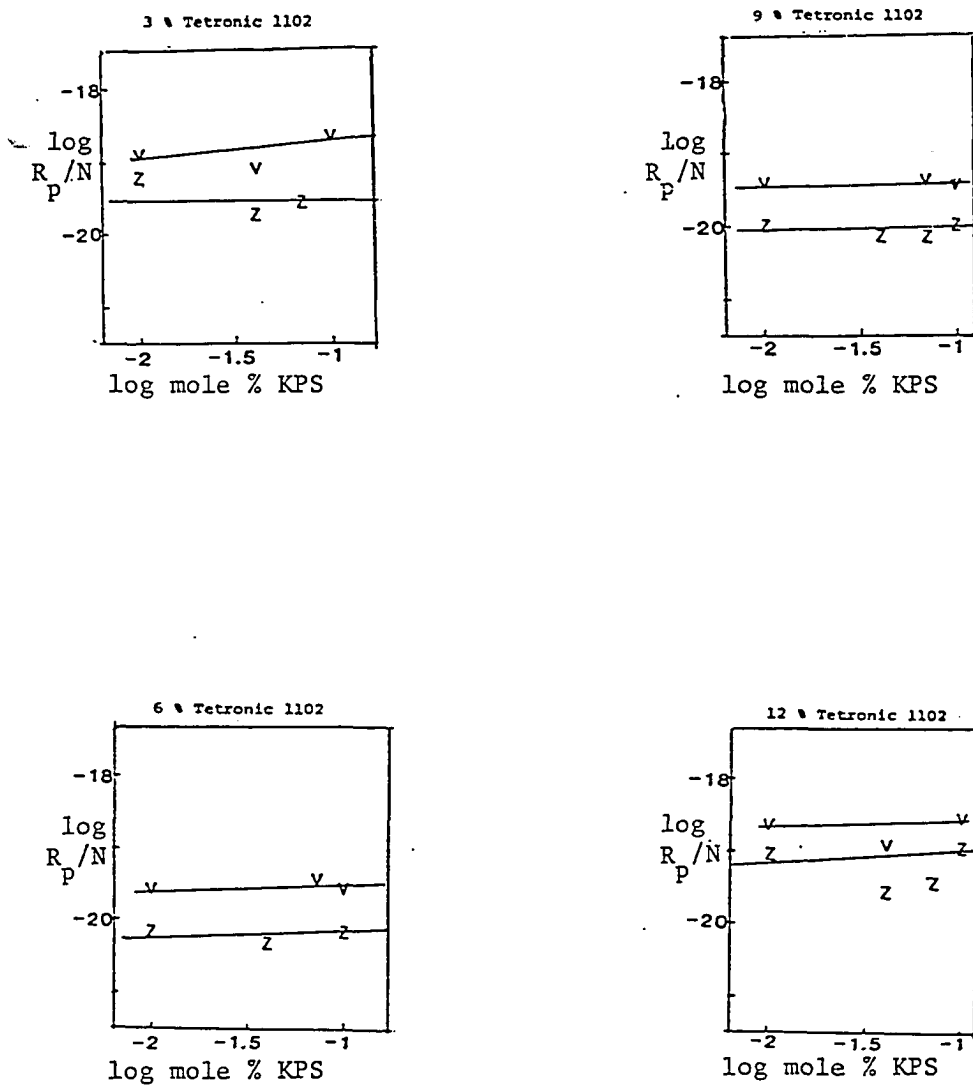 3 % Tetronic 1102
-18
log
R_p/N
-20
V
V
V
Z
Z
Z
-2 -1.5 -1
log mole % KPS
9 % Tetronic 1102
-18
log
R_p/N
-20
V
V
V
Z
Z
Z
Z
-2 -1.5 -1
log mole % KPS
6 % Tetronic 1102
-18
log
R_p/N
-20
V
V
V
Z
Z
Z
-2 -1.5 -1
log mole % KPS
12 % Tetronic 1102
-18
log
R_p/N
-20
V
V
V
Z
Z
Z
Z
-2 -1.5 -1
log mole % KPS